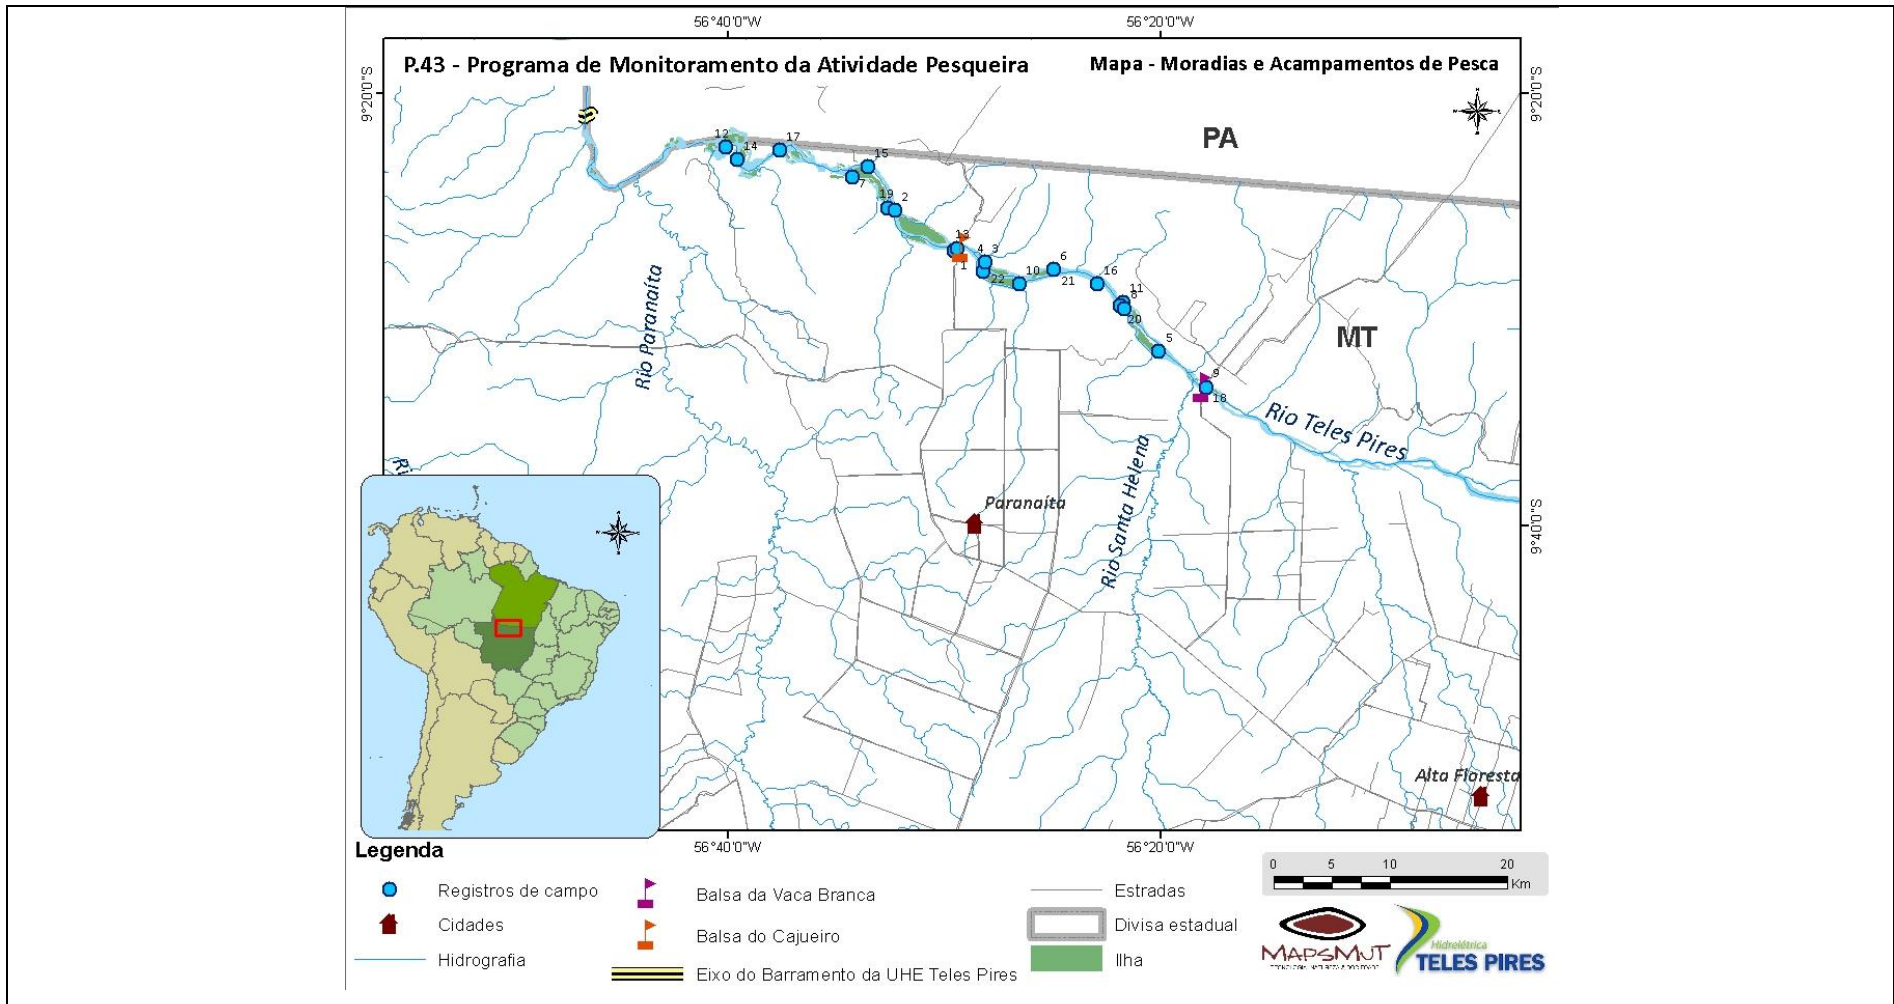 56°40'0"W
56°20'0"W
P.43 - Programa de Monitoramento da Atividade Pesqueira
Mapa - Moradias e Acampamentos de Pesca
9°20'0"S
9°20'0"S
PA
12
14
17
15
7
19
2
13
1
4
3
22
10
6
21
16
11
8
20
5
9
18
MT
Rio Paranaíta
Rio Teles Pires
Rio Santa Helena
Paranaíta
9°40'0"S
Alta Floresta
56°40'0"W
56°20'0"W
Legenda
Registros de campo
Cidades
Hidrografia
Balsa da Vaca Branca
Balsa do Cajueiro
Eixo do Barramento da UHE Teles Pires
Estradas
Divisa estadual
Ilha
0 5 10 20
Km
MAPSMUT
Hidrelétrica
TELES PIRES